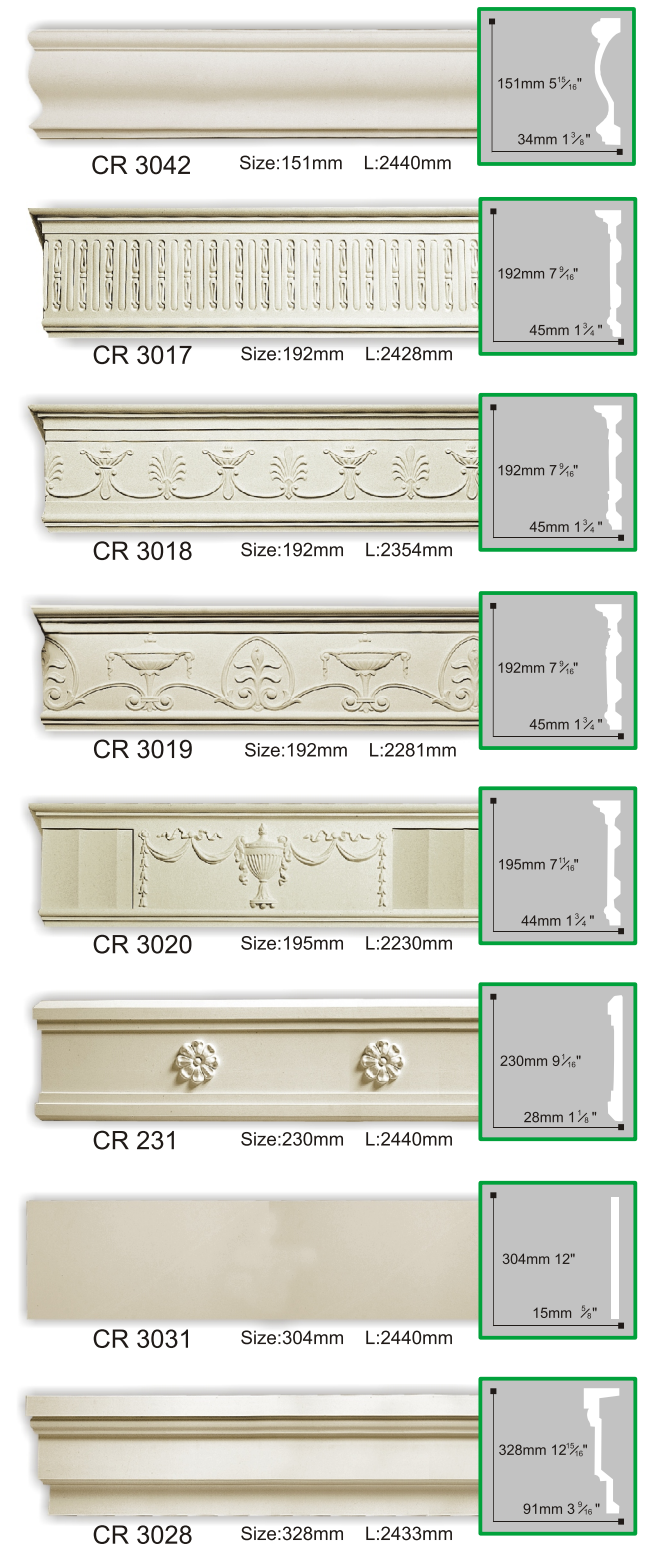 151mm 5 15/16"
34mm 1 3/8"
CR 3042 Size:151mm L:2440mm
192mm 7 9/16"
45mm 1 3/4"
CR 3017 Size:192mm L:2428mm
192mm 7 9/16"
45mm 1 3/4"
CR 3018 Size:192mm L:2354mm
192mm 7 9/16"
45mm 1 3/4"
CR 3019 Size:192mm L:2281mm
195mm 7 11/16"
44mm 1 3/4"
CR 3020 Size:195mm L:2230mm
230mm 9 1/16"
28mm 1 1/8"
CR 231 Size:230mm L:2440mm
304mm 12"
15mm 5/8"
CR 3031 Size:304mm L:2440mm
328mm 12 15/16"
91mm 3 9/16"
CR 3028 Size:328mm L:2433mm